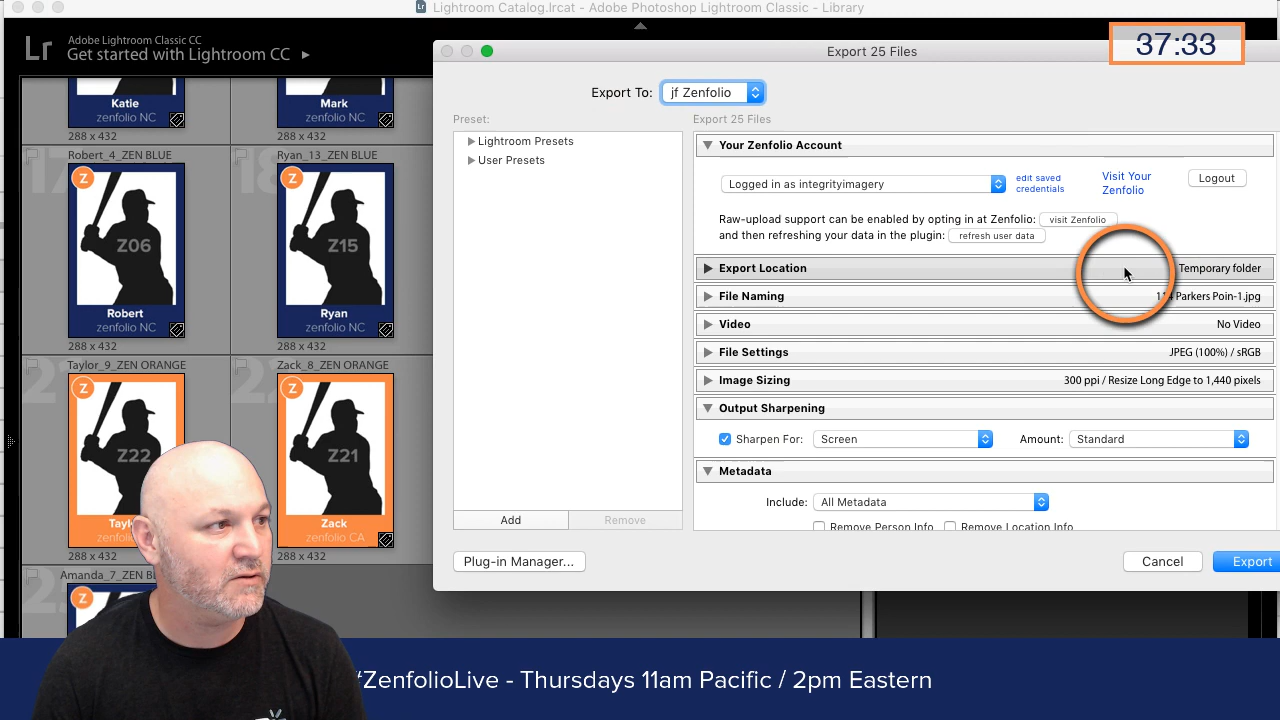 Lightroom Catalog.lrcat - Adobe Photoshop Lightroom Classic - Library
Lr
Adobe Lightroom Classic CC
Get started with Lightroom CC
37:33
Katie
zenfolio NC
288 x 432
Mark
zenfolio NC
288 x 432
Robert_4_ZEN BLUE
Z
Z06
Robert
zenfolio NC
288 x 432
Ryan_13_ZEN BLUE
Z
Z15
Ryan
zenfolio NC
288 x 432
Taylor_9_ZEN ORANGE
Z
Z22
288 x 432
Zack_8_ZEN ORANGE
Z
Z21
Zack
zenfolio CA
288 x 432
Z
Export 25 Files
Export To: jf Zenfolio
Preset:
Lightroom Presets
User Presets
Add
Remove
Plug-in Manager...
Export 25 Files
Your Zenfolio Account
Logged in as integrityimagery
edit saved
credentials
Visit Your
Zenfolio
Logout
Raw-upload support can be enabled by opting in at Zenfolio: visit Zenfolio
and then refreshing your data in the plugin: refresh user data
Export Location Temporary folder
File Naming Parkers Poin-1.jpg
Video No Video
File Settings JPEG (100%) / sRGB
Image Sizing 300 ppi / Resize Long Edge to 1,440 pixels
Output Sharpening
Sharpen For: Screen Amount: Standard
Metadata
Include: All Metadata
Remove Person Info Remove Location Info
Cancel
Export
#ZenfolioLive - Thursdays 11am Pacific / 2pm Eastern